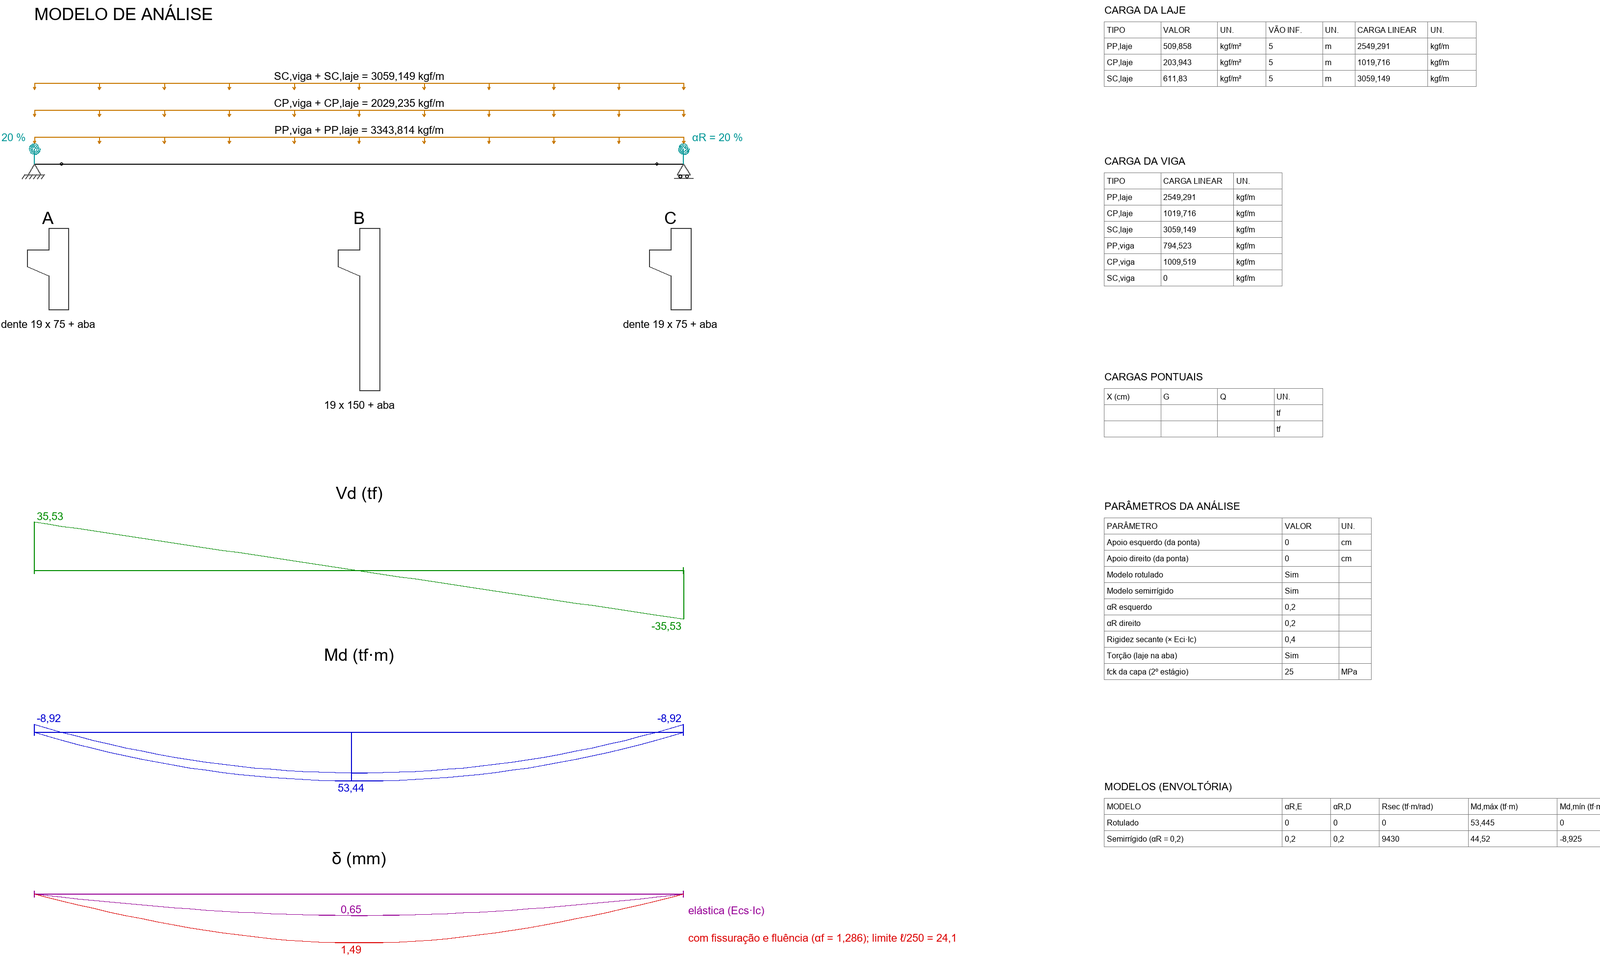 MODELO DE ANÁLISE
SC,viga + SC,laje = 3059,149 kgf/m
CP,viga + CP,laje = 2029,235 kgf/m
PP,viga + PP,laje = 3343,814 kgf/m
20 %
αR = 20 %
A
B
C
dente 19 x 75 + aba
19 x 150 + aba
dente 19 x 75 + aba
Vd (tf)
35,53
-35,53
Md (tf·m)
-8,92
-8,92
53,44
δ (mm)
0,65
elástica (Ecs·Ic)
1,49
com fissuração e fluência (αf = 1,286); limite ℓ/250 = 24,1
CARGA DA LAJE
TIPO VALOR UN. VÃO INF. UN. CARGA LINEAR UN.
PP,laje 509,858 kgf/m² 5 m 2549,291 kgf/m
CP,laje 203,943 kgf/m² 5 m 1019,716 kgf/m
SC,laje 611,83 kgf/m² 5 m 3059,149 kgf/m
CARGA DA VIGA
TIPO CARGA LINEAR UN.
PP,laje 2549,291 kgf/m
CP,laje 1019,716 kgf/m
SC,laje 3059,149 kgf/m
PP,viga 794,523 kgf/m
CP,viga 1009,519 kgf/m
SC,viga 0 kgf/m
CARGAS PONTUAIS
X (cm) G Q UN.
tf
tf
PARÂMETROS DA ANÁLISE
PARÂMETRO VALOR UN.
Apoio esquerdo (da ponta) 0 cm
Apoio direito (da ponta) 0 cm
Modelo rotulado Sim
Modelo semirrígido Sim
αR esquerdo 0,2
αR direito 0,2
Rigidez secante (× Eci·Ic) 0,4
Torção (laje na aba) Sim
fck da capa (2º estágio) 25 MPa
MODELOS (ENVOLTÓRIA)
MODELO αR,E αR,D Rsec (tf·m/rad) Md,máx (tf·m) Md,mín (tf·m
Rotulado 0 0 0 53,445 0
Semirrígido (αR = 0,2) 0,2 0,2 9430 44,52 -8,925